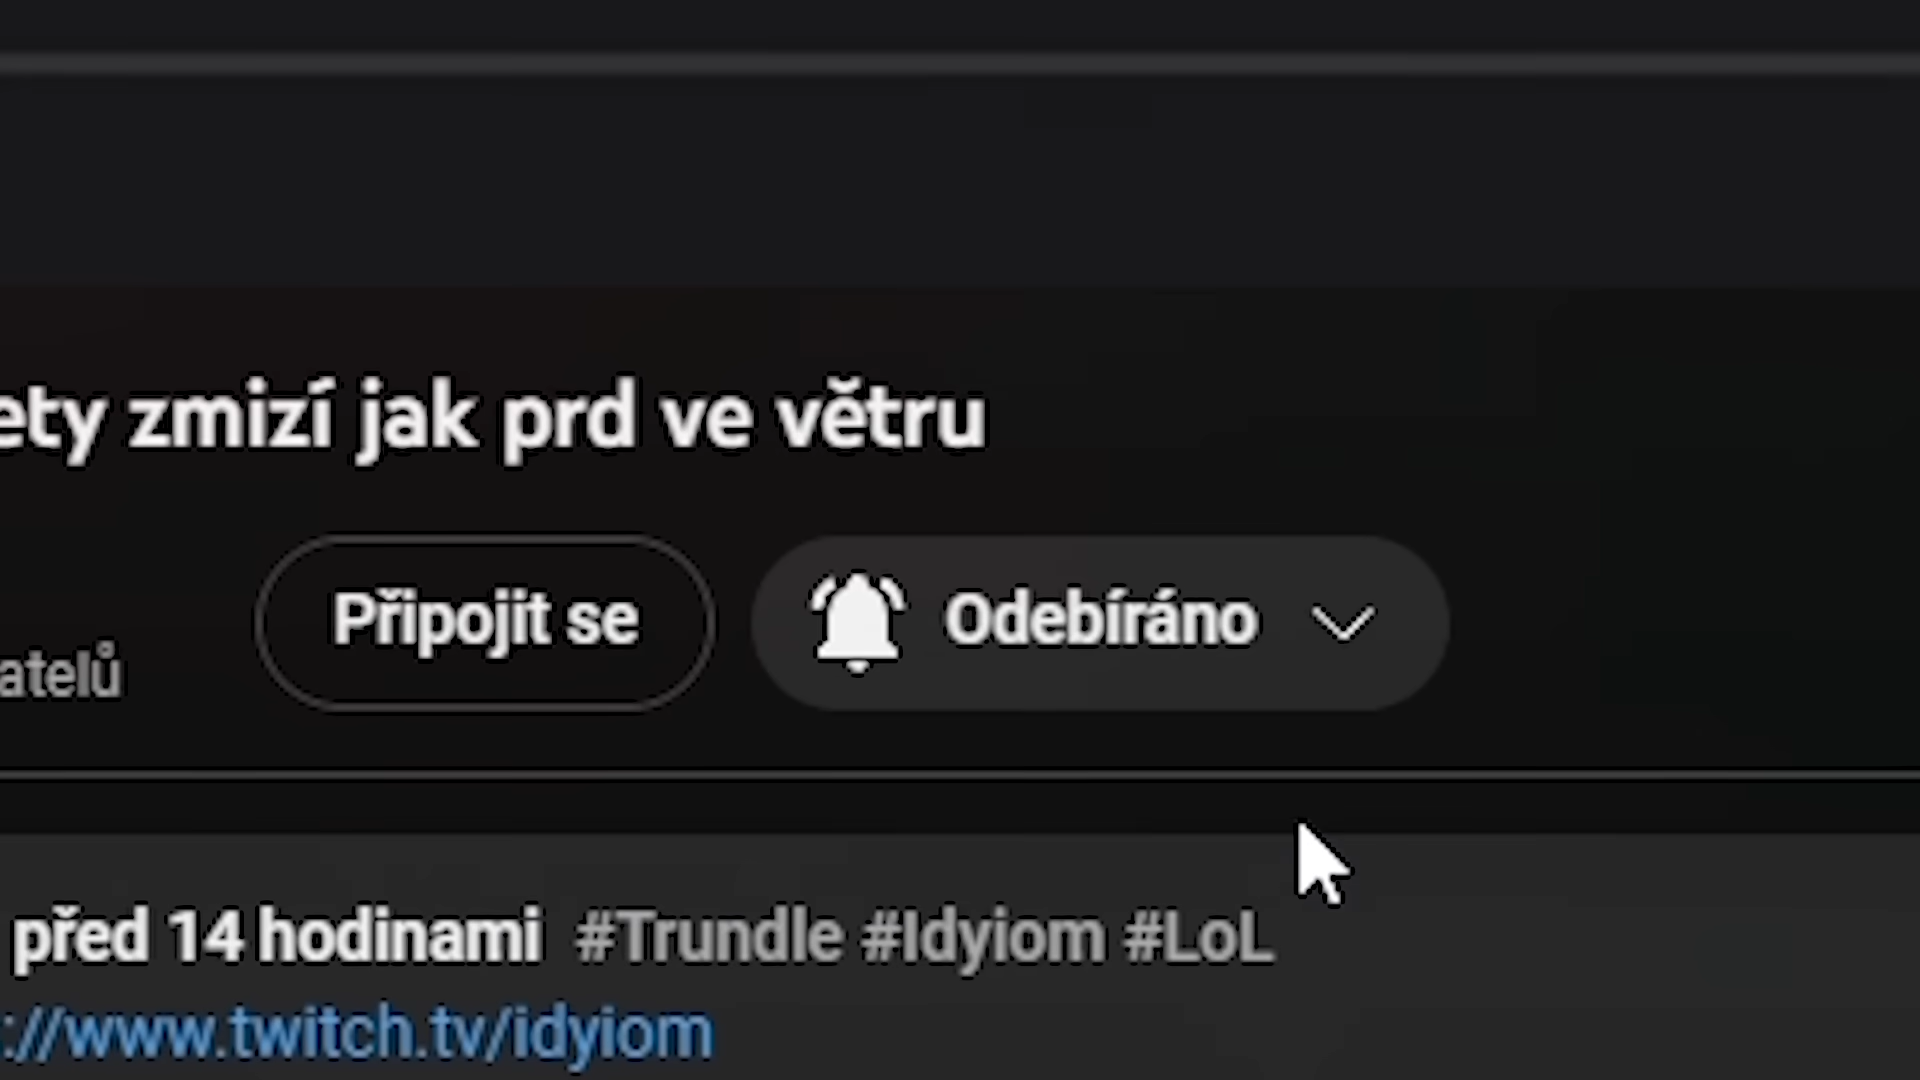 ety zmizí jak prd ve větru
Připojit se
Odebíráno
atelů
před 14 hodinami #Trundle #Idyiom #LoL
://www.twitch.tv/idyiom